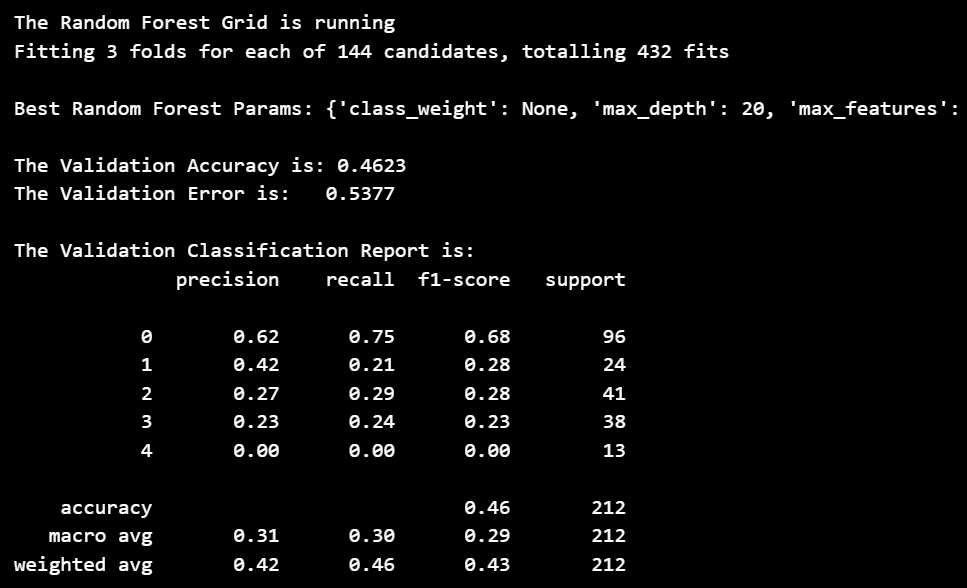 The Random Forest Grid is running
Fitting 3 folds for each of 144 candidates, totalling 432 fits
Best Random Forest Params: {'class_weight': None, 'max_depth': 20, 'max_features':
The Validation Accuracy is: 0.4623
The Validation Error is: 0.5377
The Validation Classification Report is:
precision recall f1-score support
0 0.62 0.75 0.68 96
1 0.42 0.21 0.28 24
2 0.27 0.29 0.28 41
3 0.23 0.24 0.23 38
4 0.00 0.00 0.00 13
accuracy 0.46 212
macro avg 0.31 0.30 0.29 212
weighted avg 0.42 0.46 0.43 212